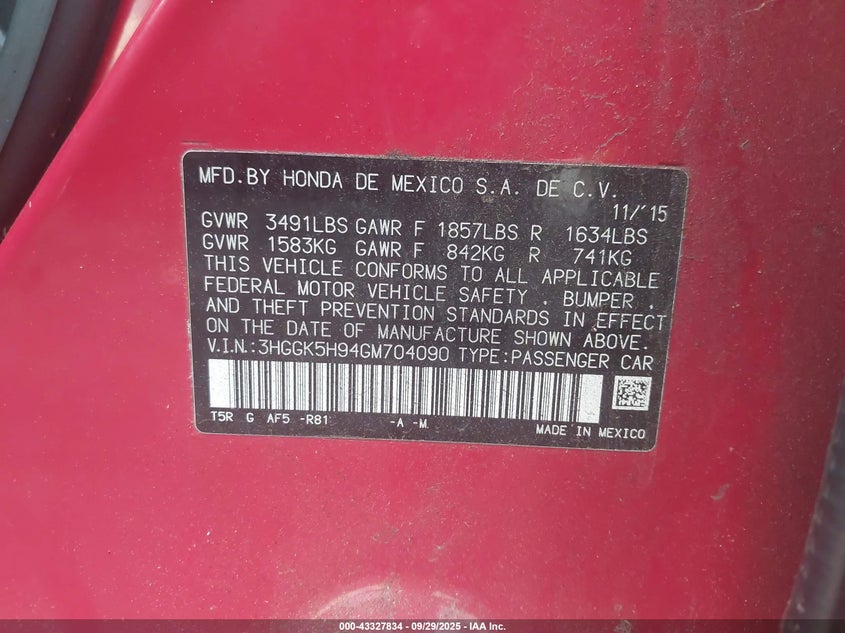 MFD.BY HONDA DE MEXICO S.A. DE C.V.
11/'15
GVWR 3491LBS GAWR F 1857LBS R 1634LBS
GVWR 1583KG GAWR F 842KG R 741KG
THIS VEHICLE CONFORMS TO ALL APPLICABLE
FEDERAL MOTOR VEHICLE SAFETY , BUMPER ,
AND THEFT PREVENTION STANDARDS IN EFFECT
ON THE DATE OF MANUFACTURE SHOWN ABOVE.
V.I.N.:3HGGK5H94GM704090 TYPE:PASSENGER CAR
T5R G AF5 -R81 -A -M
MADE IN MEXICO
000-43327834 | 09/29/2025 | IAA Inc.